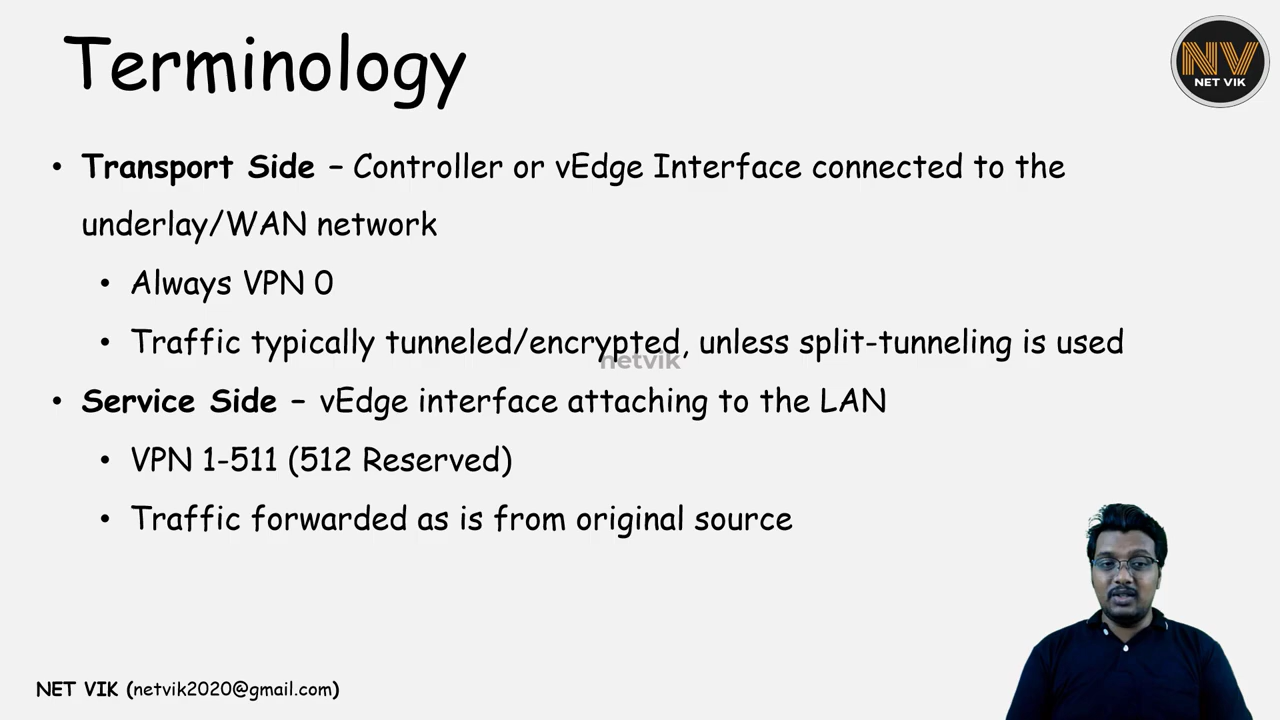 Terminology
NV
NET VIK
• Transport Side – Controller or vEdge Interface connected to the
underlay/WAN network
• Always VPN 0
• Traffic typically tunneled/encrypted, unless split-tunneling is used
netvik
• Service Side – vEdge interface attaching to the LAN
• VPN 1-511 (512 Reserved)
• Traffic forwarded as is from original source
NET VIK (netvik2020@gmail.com)